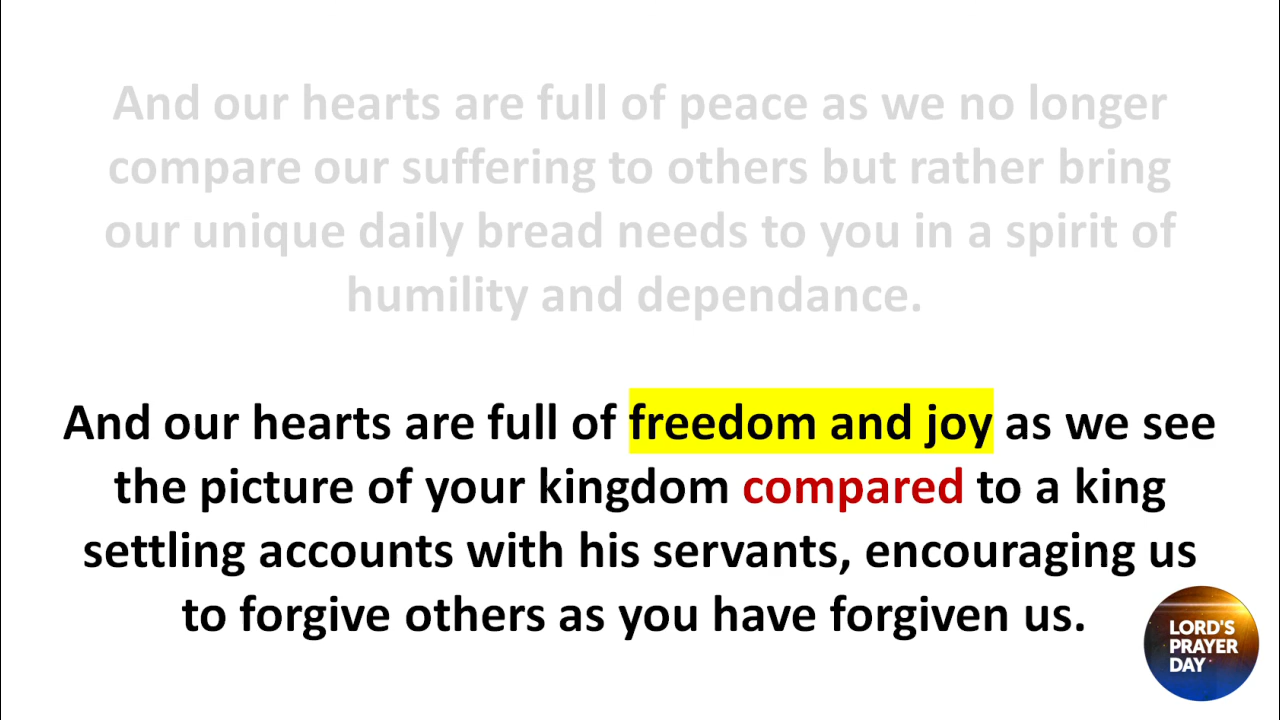 And our hearts are full of peace as we no longer
compare our suffering to others but rather bring
our unique daily bread needs to you in a spirit of
humility and dependance.
And our hearts are full of freedom and joy as we see
the picture of your kingdom compared to a king
settling accounts with his servants, encouraging us
to forgive others as you have forgiven us.
LORD'S
PRAYER
DAY